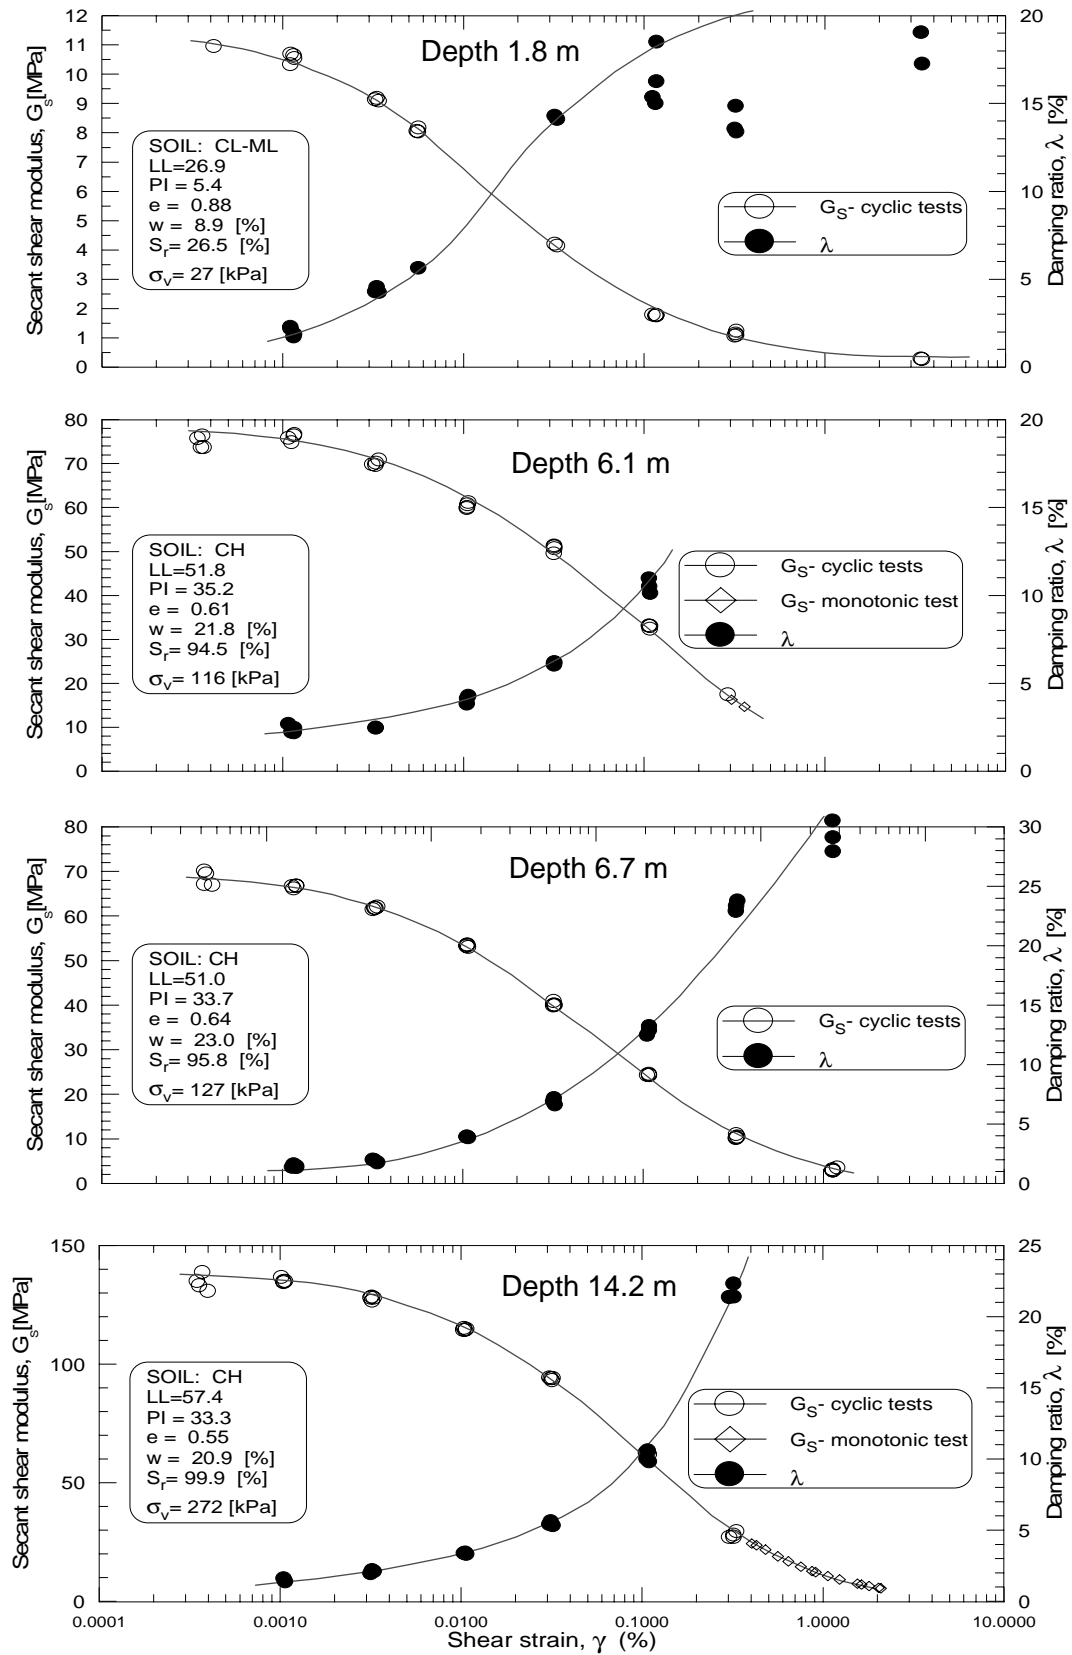 Depth 1.8 m
Secant shear modulus, Gs[MPa]
12
11
10
9
8
7
6
5
4
3
2
1
0
SOIL: CL-ML
LL=26.9
PI = 5.4
e = 0.88
w = 8.9 [%]
Sr= 26.5 [%]
σv= 27 [kPa]
GS- cyclic tests
λ
20
15
10
5
0
Damping ratio, λ [%]
Depth 6.1 m
Secant shear modulus, Gs[MPa]
80
70
60
50
40
30
20
10
0
SOIL: CH
LL=51.8
PI = 35.2
e = 0.61
w = 21.8 [%]
Sr= 94.5 [%]
σv= 116 [kPa]
GS- cyclic tests
GS- monotonic test
λ
20
15
10
5
0
Damping ratio, λ [%]
Depth 6.7 m
Secant shear modulus, Gs[MPa]
80
70
60
50
40
30
20
10
0
SOIL: CH
LL=51.0
PI = 33.7
e = 0.64
w = 23.0 [%]
Sr= 95.8 [%]
σv= 127 [kPa]
GS- cyclic tests
λ
30
25
20
15
10
5
0
Damping ratio, λ [%]
Depth 14.2 m
Secant shear modulus, Gs[MPa]
150
100
50
0
SOIL: CH
LL=57.4
PI = 33.3
e = 0.55
w = 20.9 [%]
Sr= 99.9 [%]
σv= 272 [kPa]
GS- cyclic tests
GS- monotonic test
λ
25
20
15
10
5
0
Damping ratio, λ [%]
0.0001 0.0010 0.0100 0.1000 1.0000 10.0000
Shear strain, γ (%)